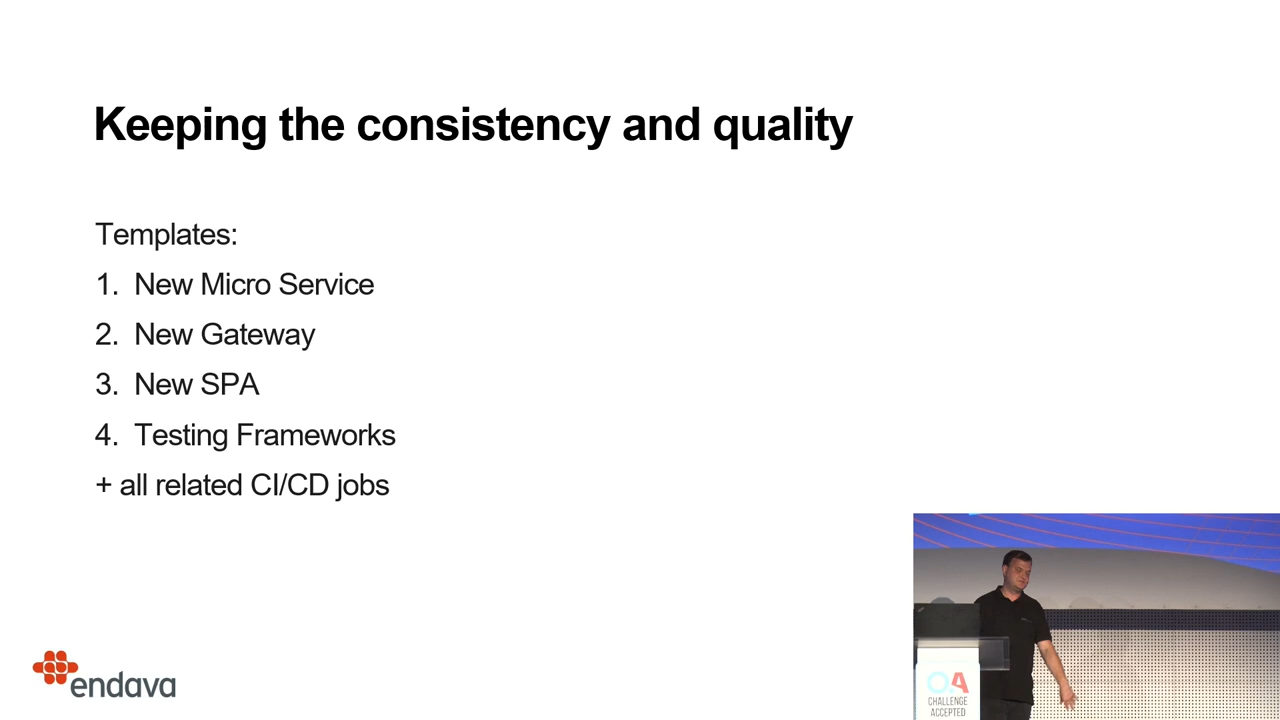 Keeping the consistency and quality
Templates:
1. New Micro Service
2. New Gateway
3. New SPA
4. Testing Frameworks
+ all related CI/CD jobs
endava
QA
CHALLENGE
ACCEPTED